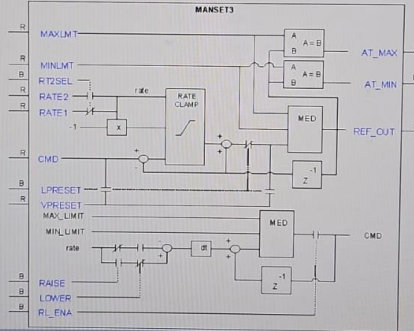 MANSET3
R MAXLMT
A
A = B
B
AT_MAX
R MINLMT
A
A = B
B
AT_MIN
B RT2SEL
R RATE2
rate
RATE
CLAMP
R RATE1
-1
x
MED
REF_OUT
R CMD
+
-
+
+
-1
Z
B LPRESET
R VPRESET
MAX_LIMIT
MED
MIN_LIMIT
CMD
rate
-
+
dt
+
+
-1
Z
B RAISE
B LOWER
B RL_ENA